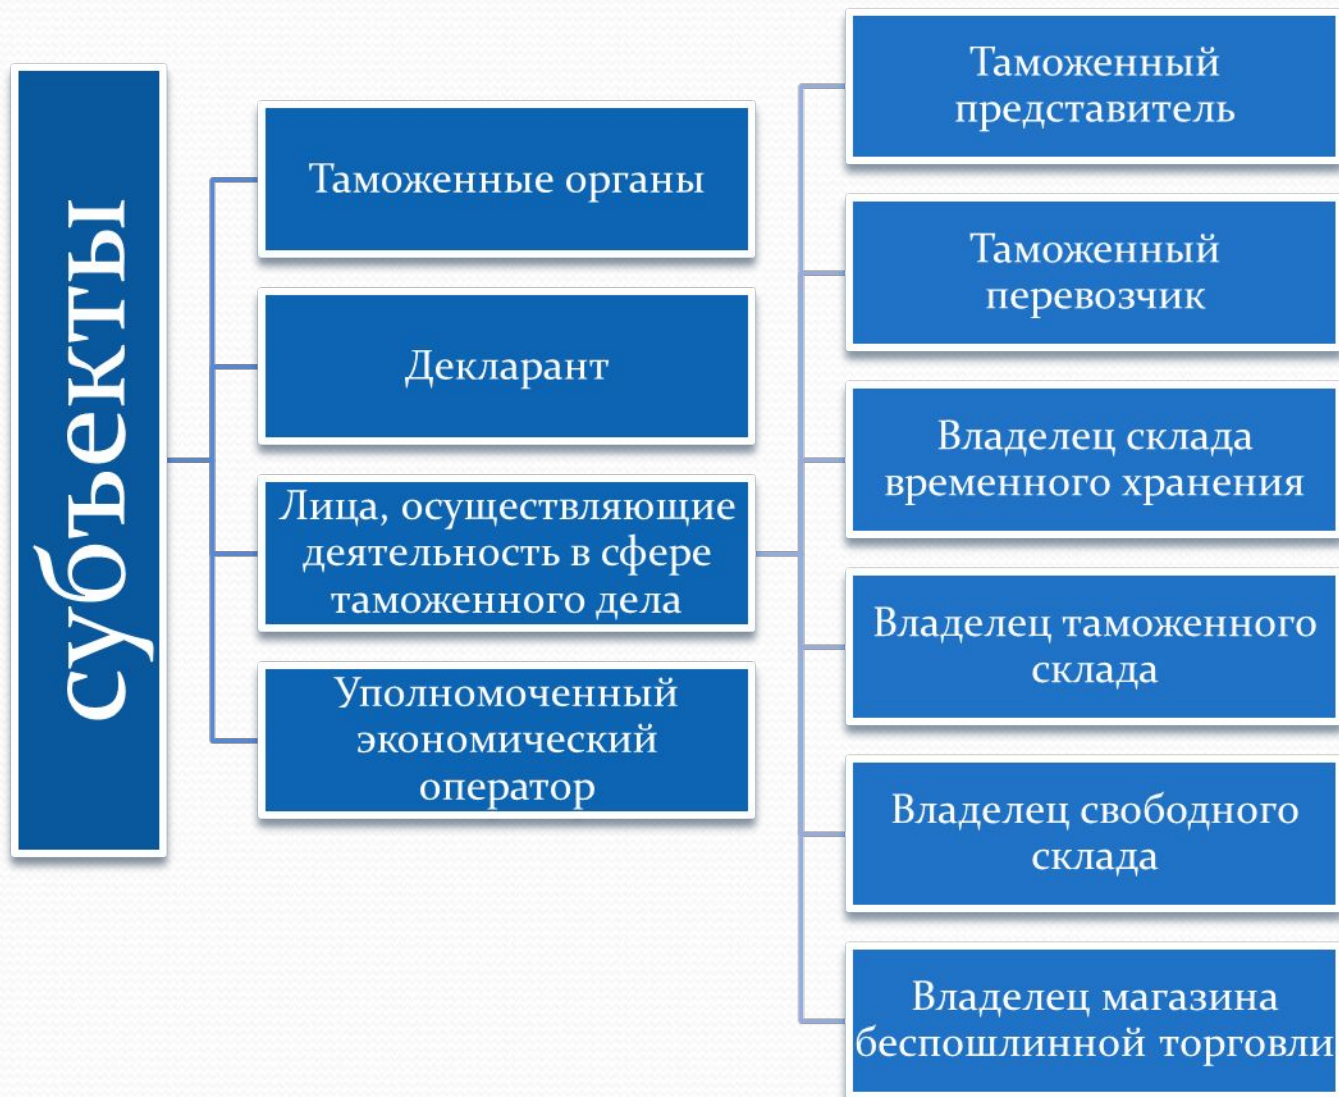 субъекты
Таможенные органы
Декларант
Лица, осуществляющие
деятельность в сфере
таможенного дела
Уполномоченный
экономический
оператор
Таможенный
представитель
Таможенный
перевозчик
Владелец склада
временного хранения
Владелец таможенного
склада
Владелец свободного
склада
Владелец магазина
беспошлинной торговли